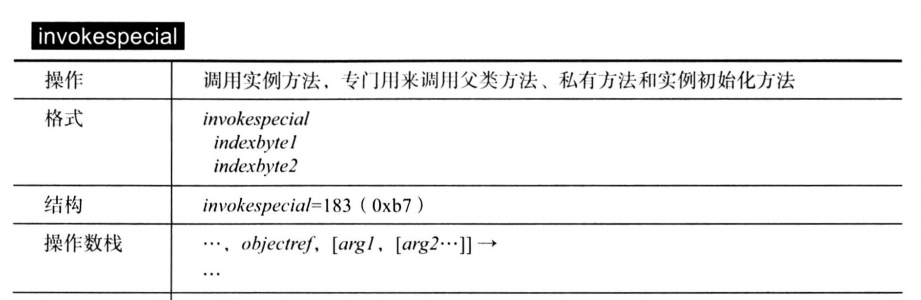 invokespecial
操作 调用实例方法，专门用来调用父类方法、私有方法和实例初始化方法
格式 invokespecial
indexbyte1
indexbyte2
结构 invokespecial=183（0xb7）
操作数栈 …，objectref，[arg1，[arg2…]]→
…